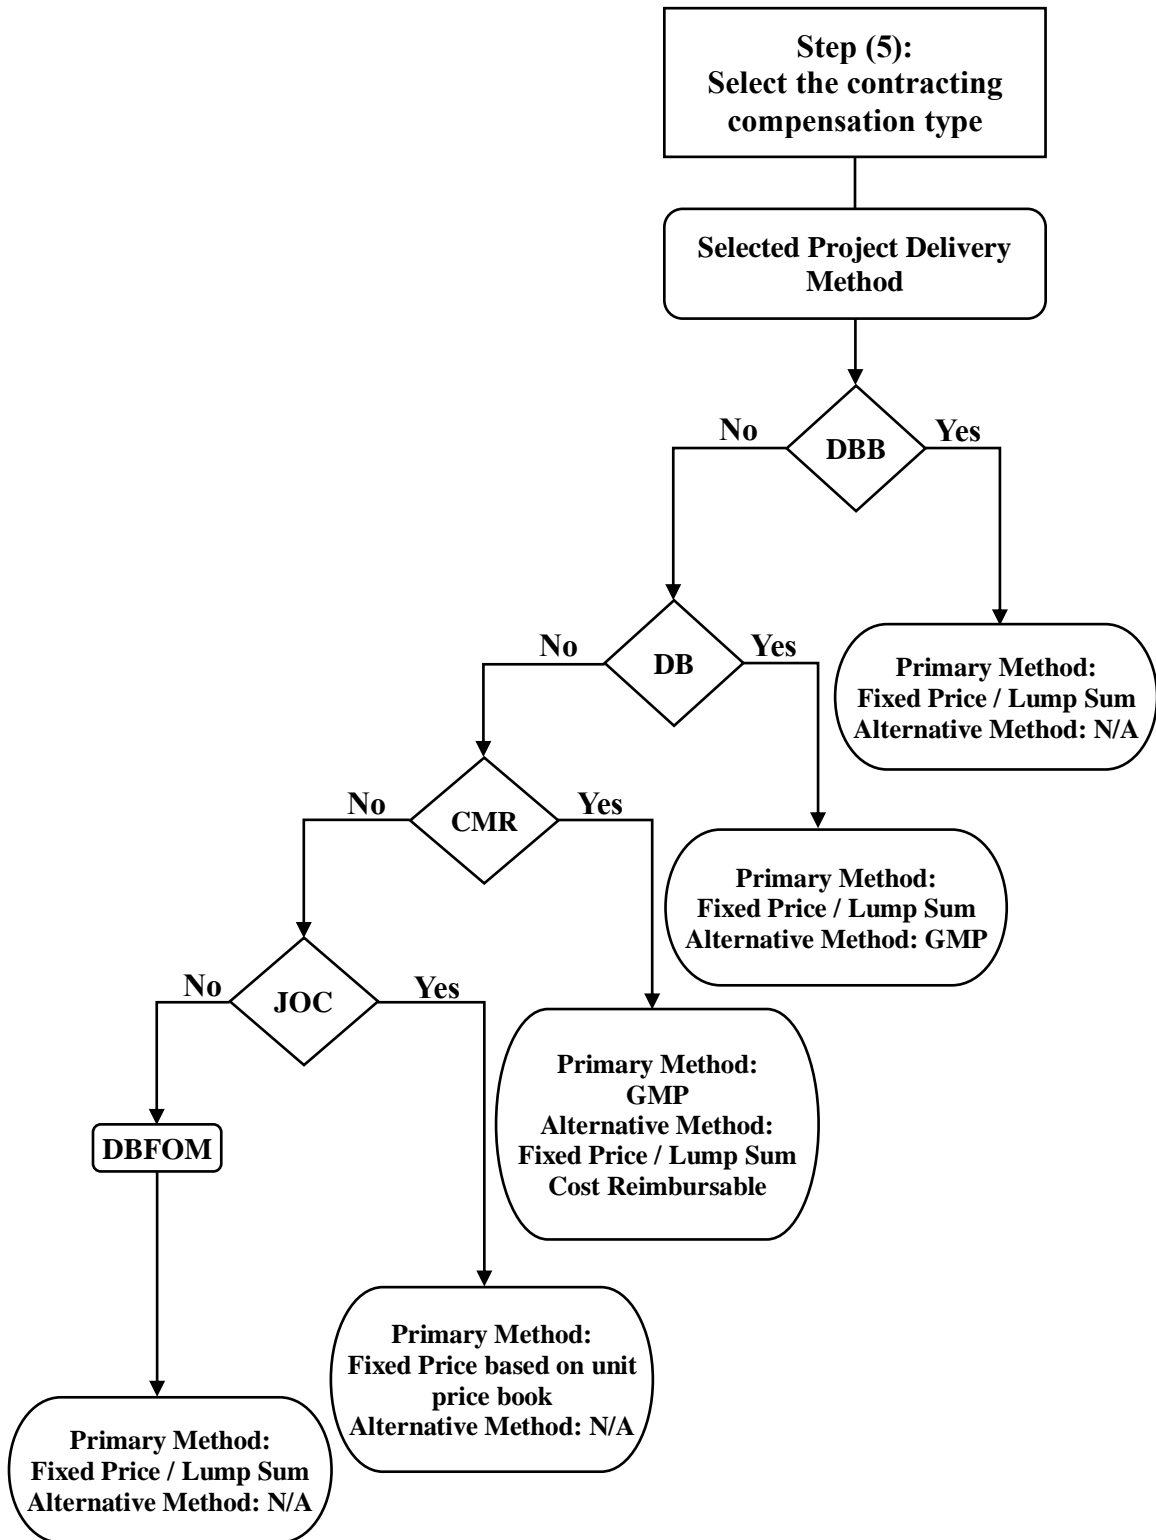 Step (5):
Select the contracting
compensation type
Selected Project Delivery
Method
No
DBB
Yes
No
DB
Yes
Primary Method:
Fixed Price / Lump Sum
Alternative Method: N/A
No
CMR
Yes
Primary Method:
Fixed Price / Lump Sum
Alternative Method: GMP
No
JOC
Yes
Primary Method:
GMP
Alternative Method:
Fixed Price / Lump Sum
Cost Reimbursable
DBFOM
Primary Method:
Fixed Price based on unit
price book
Alternative Method: N/A
Primary Method:
Fixed Price / Lump Sum
Alternative Method: N/A